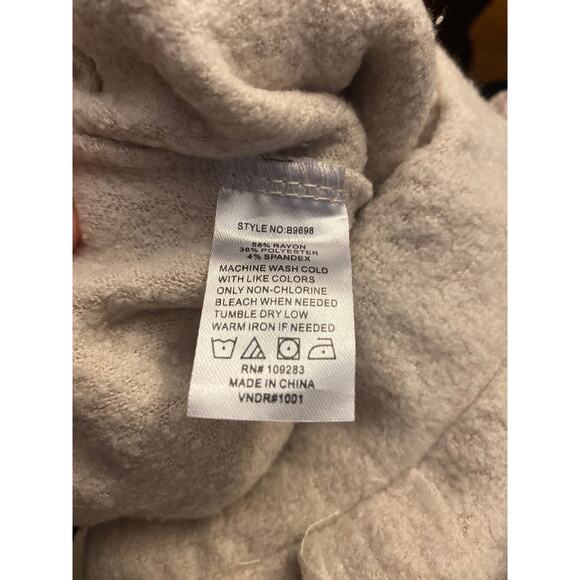 STYLE NO:B9698
58% RAYON
38% POLYESTER
4% SPANDEX
MACHINE WASH COLD
WITH LIKE COLORS
ONLY NON-CHLORINE
BLEACH WHEN NEEDED
TUMBLE DRY LOW
WARM IRON IF NEEDED
RN# 109283
MADE IN CHINA
VNDR#1001